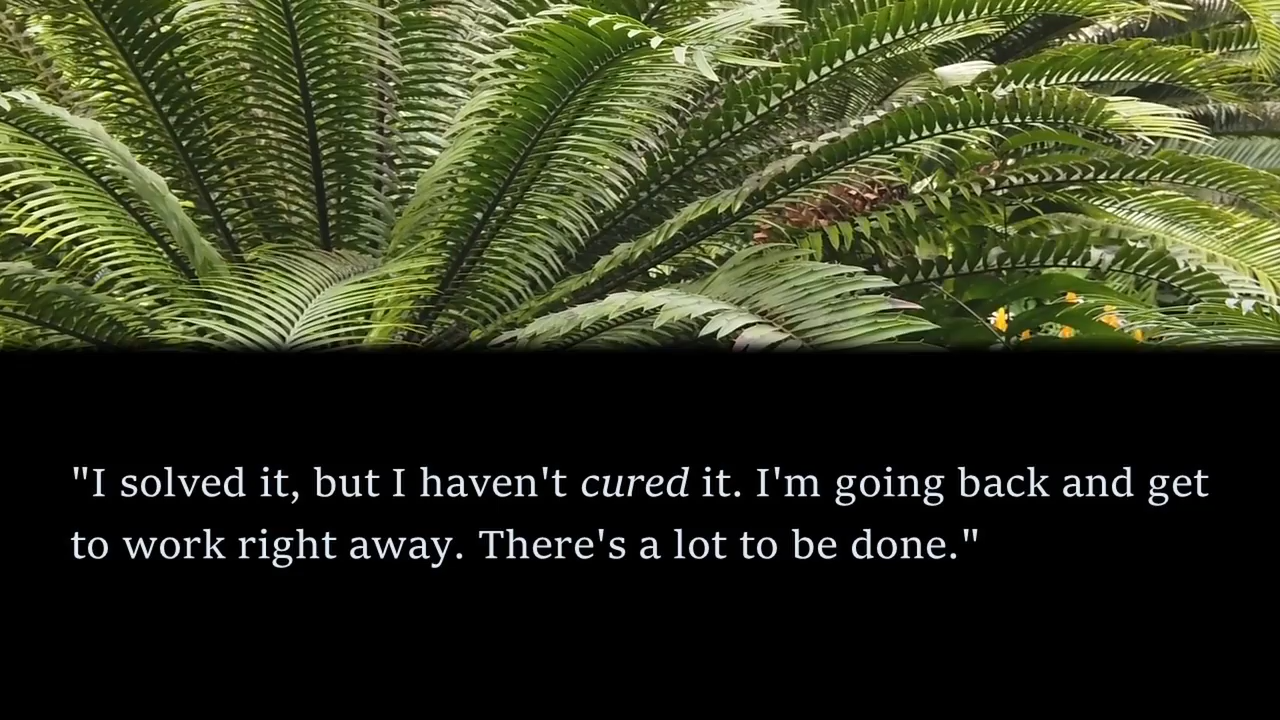 "I solved it, but I haven't cured it. I'm going back and get
to work right away. There's a lot to be done."